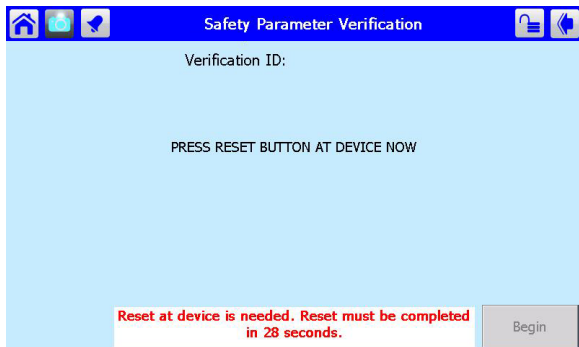 Safety Parameter Verification
Verification ID:
PRESS RESET BUTTON AT DEVICE NOW
Reset at device is needed. Reset must be completed
in 28 seconds.
Begin